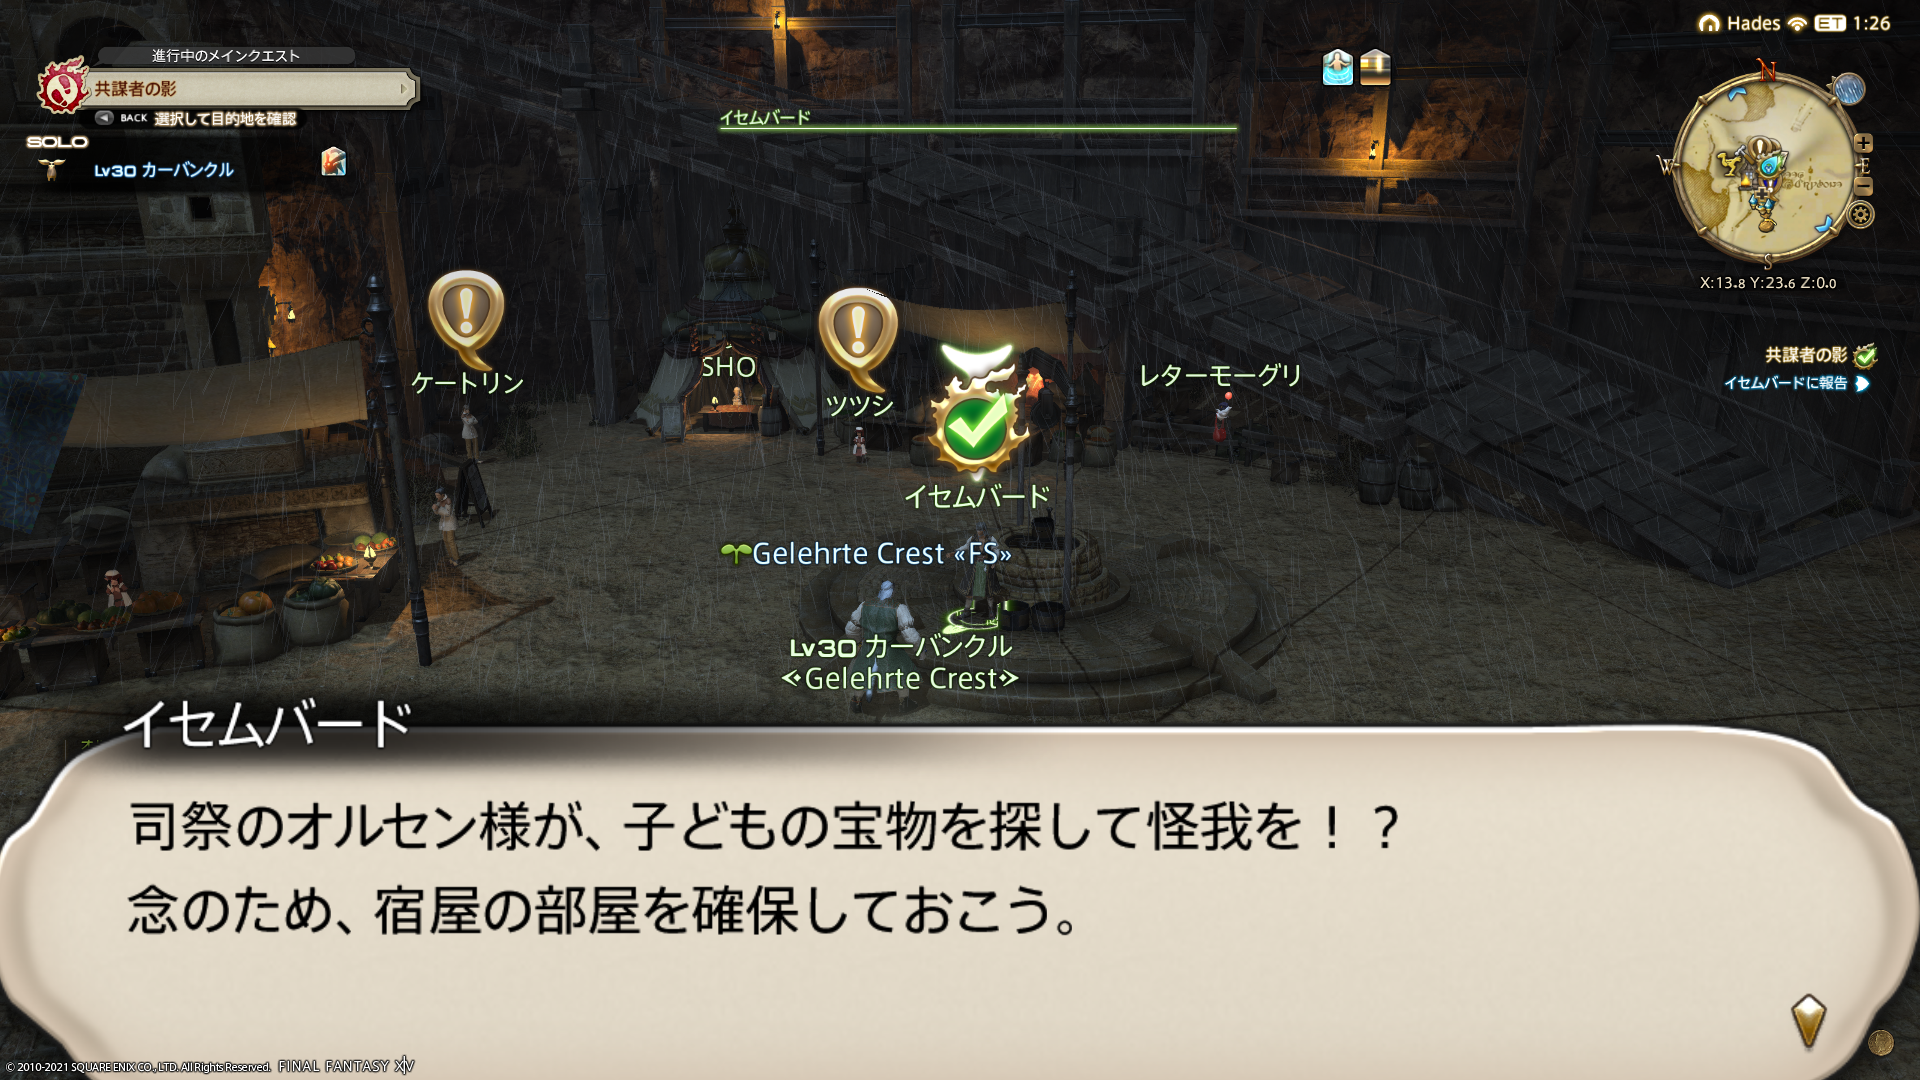 Hades ET 1:26
進行中のメインクエスト
共謀者の影
BACK 選択して目的地を確認
SOLO
Lv30 カーバンクル
イセムバード
N
W
E
S
X:13.8 Y:23.6 Z:0.0
共謀者の影
イセムバードに報告
ケートリン
SHO
ツツシ
レターモーグリ
イセムバード
Gelehrte Crest «FS»
Lv30 カーバンクル
Gelehrte Crest
イセムバード
司祭のオルセン様が、子どもの宝物を探して怪我を！？
念のため、宿屋の部屋を確保しておこう。
© 2010-2021 SQUARE ENIX CO., LTD. All Rights Reserved. FINAL FANTASY XIV